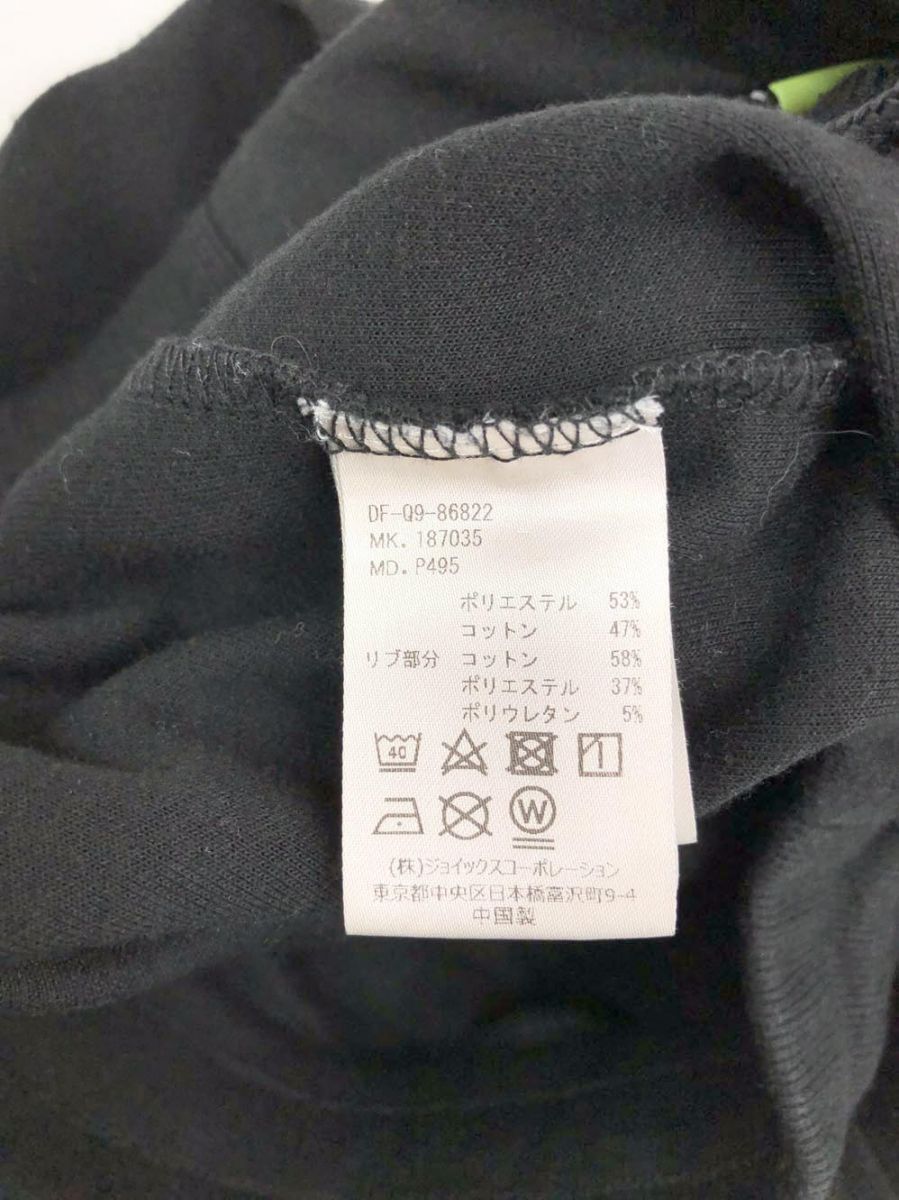 DF-Q9-86822
MK. 187035
MD. P495
ポリエステル 53%
コットン 47%
リブ部分 コットン 58%
ポリエステル 37%
ポリウレタン 5%
40
W
(株)ジョイックスコーポレーション
東京都中央区日本橋富沢町9-4
中国製